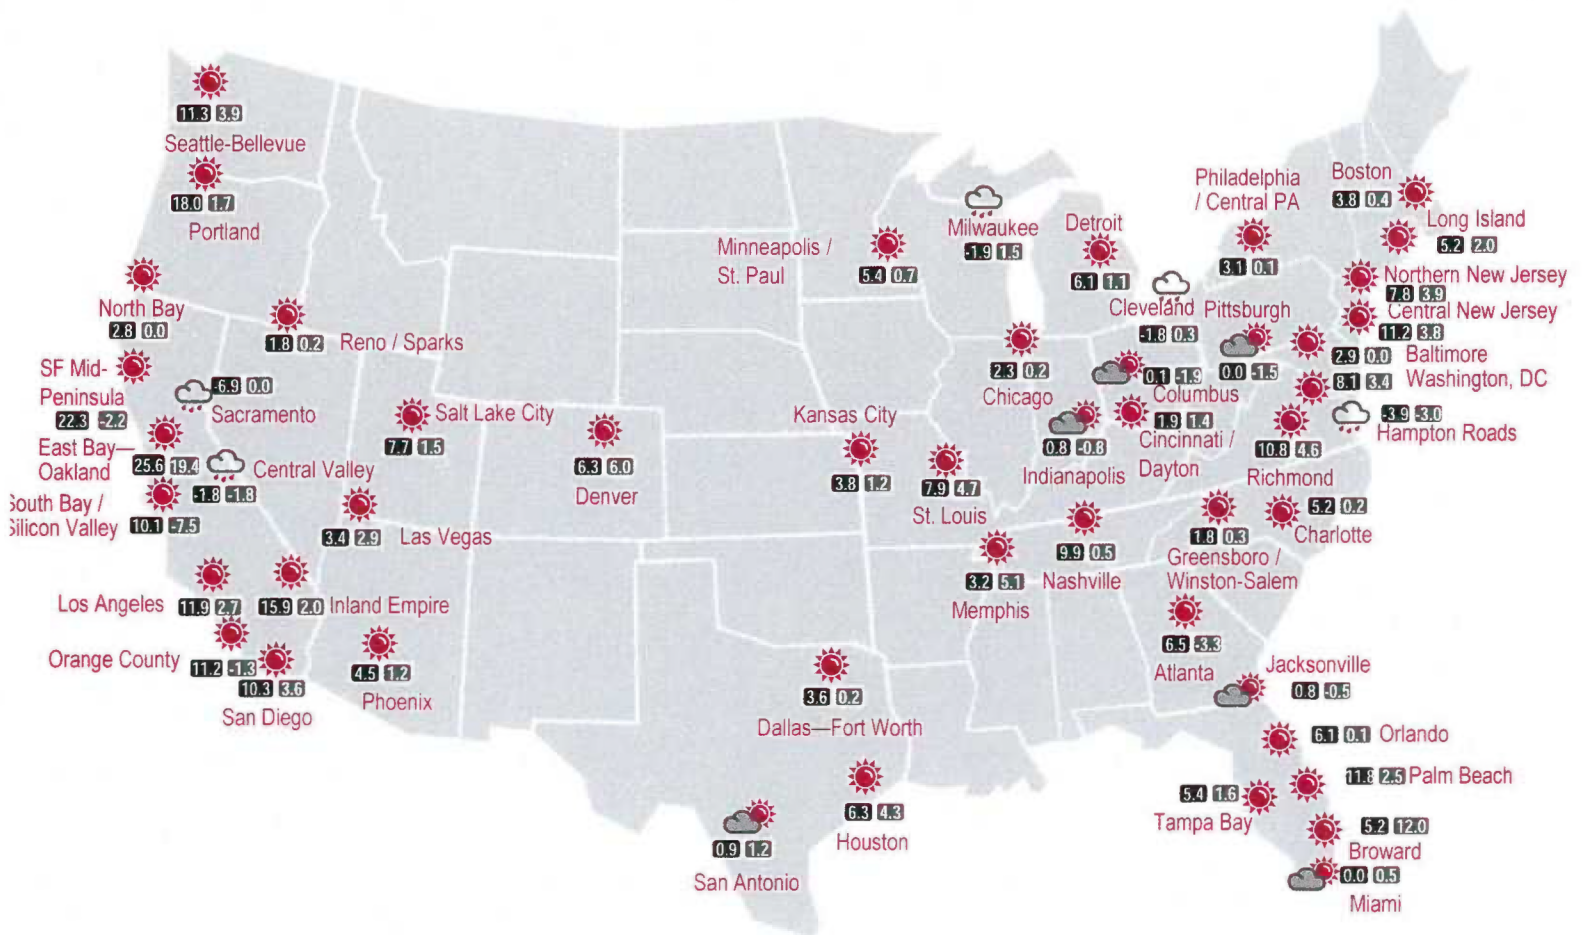 11.3 3.9
Seattle-Bellevue
18.0 1.7
Portland
North Bay
2.8 0.0
1.8 0.2
Reno / Sparks
SF Mid-
Peninsula
22.3 -2.2
-6.9 0.0
Sacramento
East Bay—
Oakland
25.6 19.4
Central Valley
-1.8 -1.8
South Bay /
Silicon Valley
10.1 -7.5
Salt Lake City
7.7 1.5
6.3 6.0
Denver
3.4 2.9
Las Vegas
Los Angeles
11.9 2.7
15.9 2.0
Inland Empire
Orange County
11.2 -1.3
10.3 3.6
San Diego
4.5 1.2
Phoenix
Minneapolis /
St. Paul
5.4 0.7
Milwaukee
-1.9 1.5
Detroit
6.1 1.1
Cleveland
-1.8 0.3
Pittsburgh
0.0 -1.5
2.3 0.2
Chicago
0.1 -1.9
Columbus
1.9 1.4
Cincinnati /
Dayton
0.8 -0.8
Indianapolis
Kansas City
3.8 1.2
7.9 4.7
St. Louis
3.2 5.1
Memphis
9.9 0.5
Nashville
3.6 0.2
Dallas—Fort Worth
6.3 4.3
Houston
0.9 1.2
San Antonio
Philadelphia
/ Central PA
3.1 0.1
Boston
3.8 0.4
Long Island
5.2 2.0
Northern New Jersey
7.8 3.9
Central New Jersey
11.2 3.8
2.9 0.0
Baltimore
8.1 3.4
Washington, DC
-3.9 -3.0
Hampton Roads
10.8 4.6
Richmond
5.2 0.2
Charlotte
1.8 0.3
Greensboro /
Winston-Salem
6.5 -3.3
Atlanta
Jacksonville
0.8 -0.5
6.1 0.1
Orlando
11.8 2.5
Palm Beach
5.4 1.6
Tampa Bay
5.2 12.0
Broward
0.0 0.5
Miami